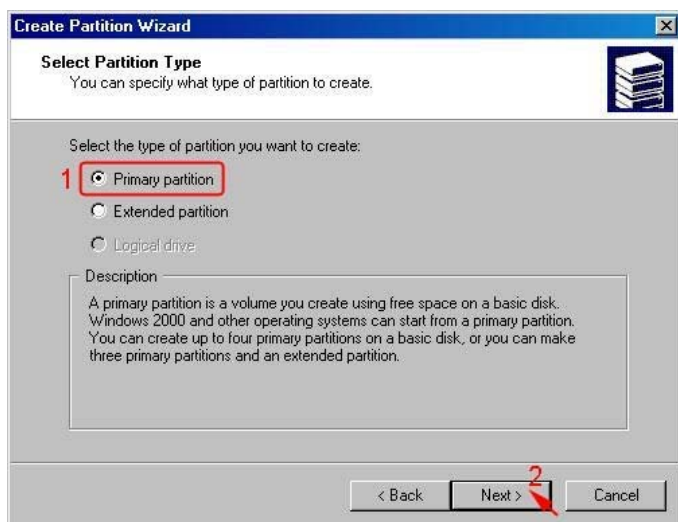 Create Partition Wizard
Select Partition Type
You can specify what type of partition to create.
Select the type of partition you want to create:
1 Primary partition
Extended partition
Logical drive
Description
A primary partition is a volume you create using free space on a basic disk.
Windows 2000 and other operating systems can start from a primary partition.
You can create up to four primary partitions on a basic disk, or you can make
three primary partitions and an extended partition.
2
< Back Next > Cancel